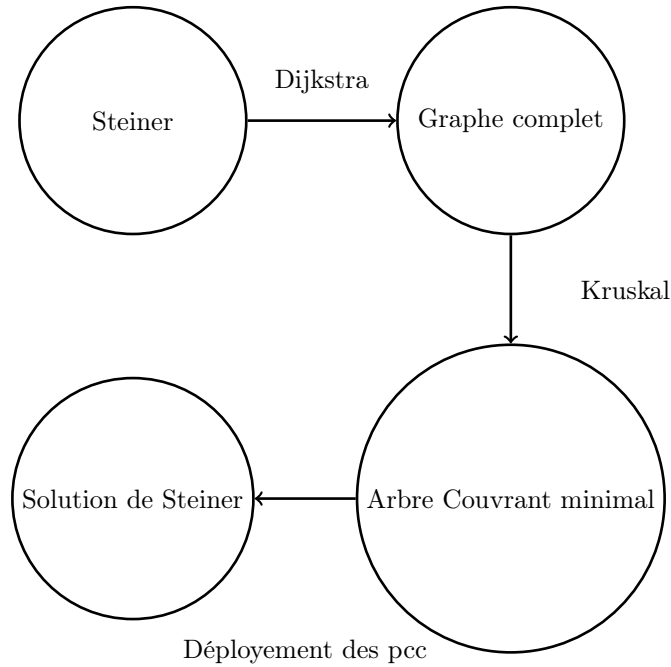 Dijkstra
Steiner
Graphe complet
Kruskal
Solution de Steiner
Arbre Couvrant minimal
Déployement des pcc